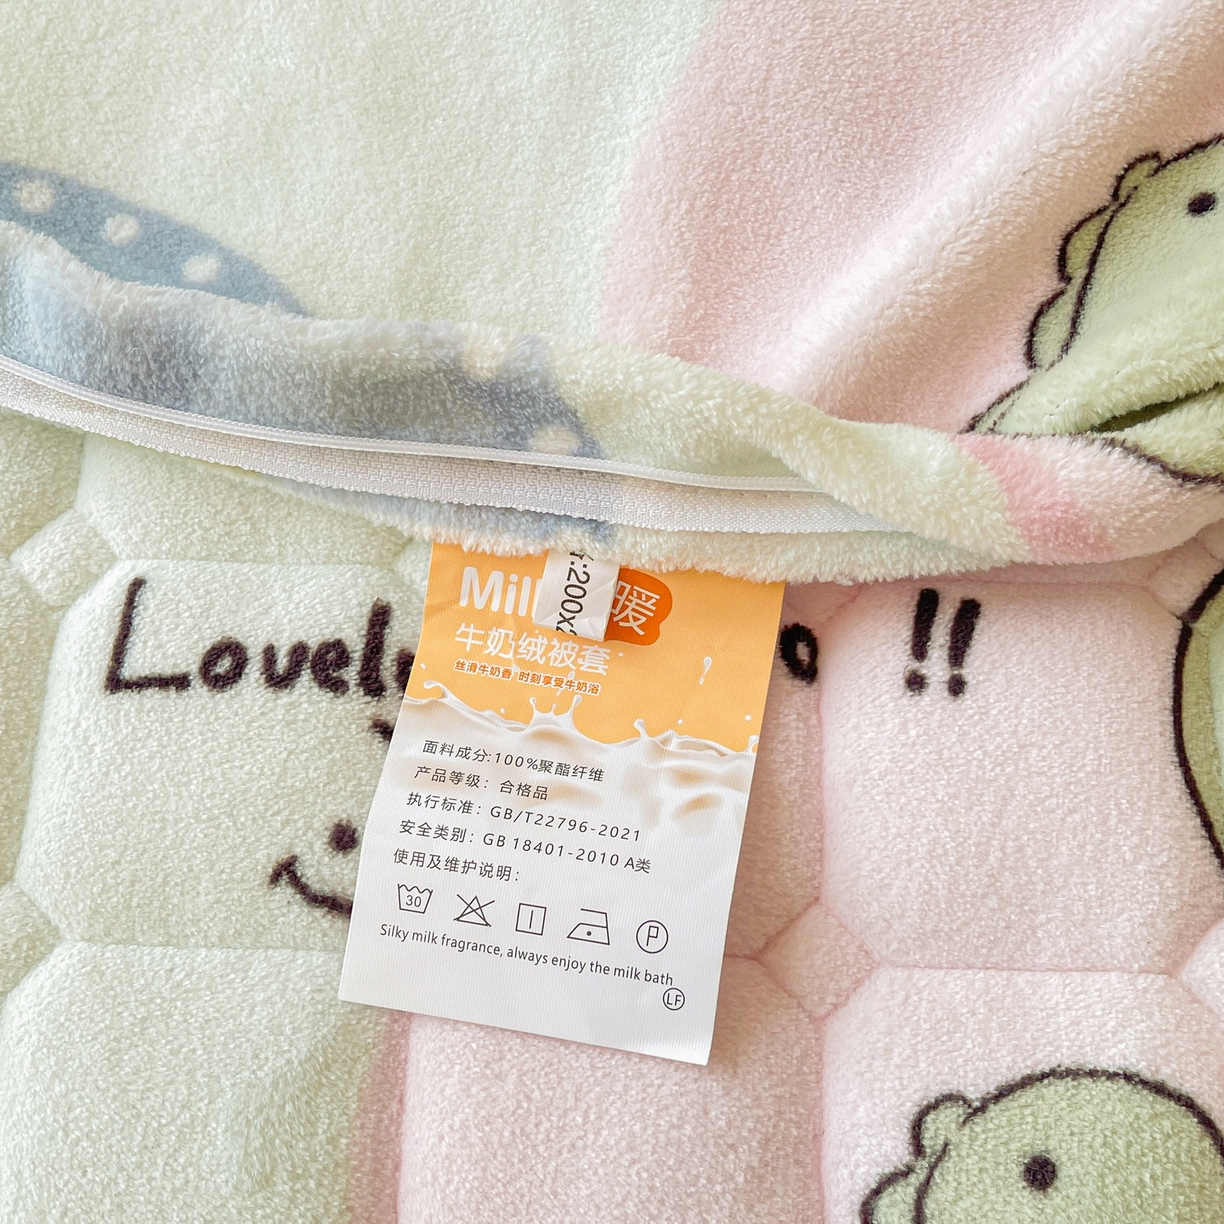 Mil 暖
寸:200x
牛奶绒被套
丝滑牛奶香 时刻享受牛奶浴
Lovel o !!
面料成分:100%聚酯纤维
产品等级：合格品
执行标准：GB/T22796-2021
安全类别：GB 18401-2010 A类
使用及维护说明：
30
P
Silky milk fragrance, always enjoy the milk bath
LF